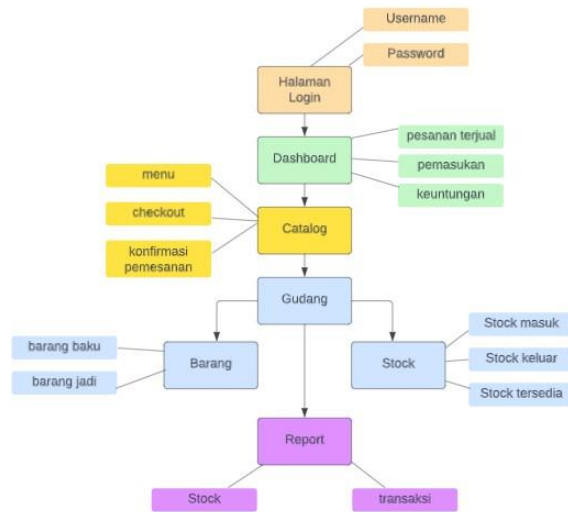 Username
Password
Halaman
Login
pesanan terjual
Dashboard
pemasukan
keuntungan
menu
checkout
Catalog
konfirmasi
pemesanan
Gudang
Stock masuk
barang baku
Barang
Stock
Stock keluar
barang jadi
Stock tersedia
Report
Stock
transaksi